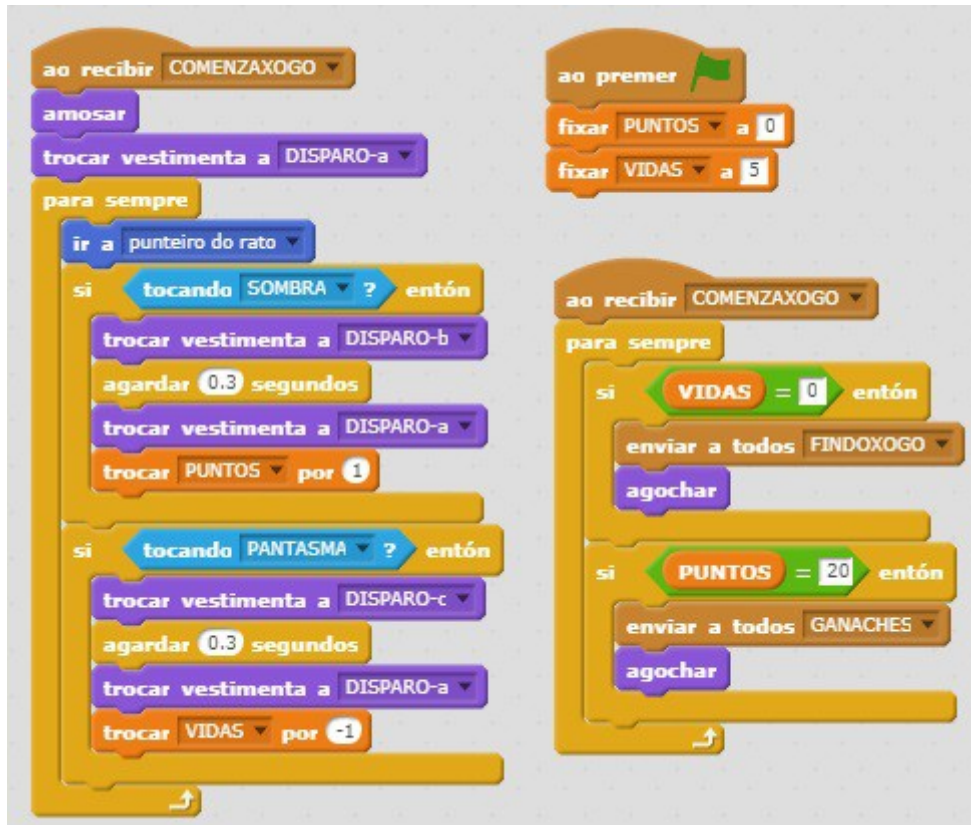 ao recibir COMENZAXOGO
amosar
trocar vestimenta a DISPARO-a
para sempre
ir a punteiro do rato
si tocando SOMBRA ? entón
trocar vestimenta a DISPARO-b
agardar 0.3 segundos
trocar vestimenta a DISPARO-a
trocar PUNTOS por 1
si tocando PANTASMA ? entón
trocar vestimenta a DISPARO-c
agardar 0.3 segundos
trocar vestimenta a DISPARO-a
trocar VIDAS por -1
ao premer
fixar PUNTOS a 0
fixar VIDAS a 5
ao recibir COMENZAXOGO
para sempre
si VIDAS = 0 entón
enviar a todos FINDOXOGO
agochar
si PUNTOS = 20 entón
enviar a todos GANACHES
agochar